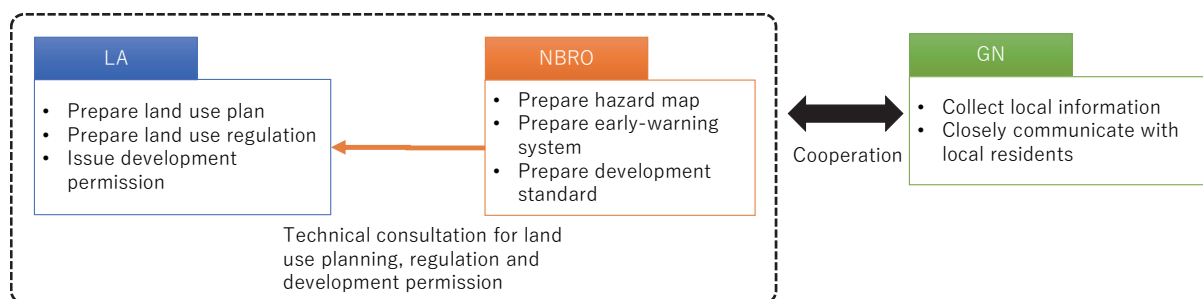 LA
• Prepare land use plan
• Prepare land use regulation
• Issue development
permission
NBRO
• Prepare hazard map
• Prepare early-warning
system
• Prepare development
standard
Technical consultation for land
use planning, regulation and
development permission
Cooperation
GN
• Collect local information
• Closely communicate with
local residents